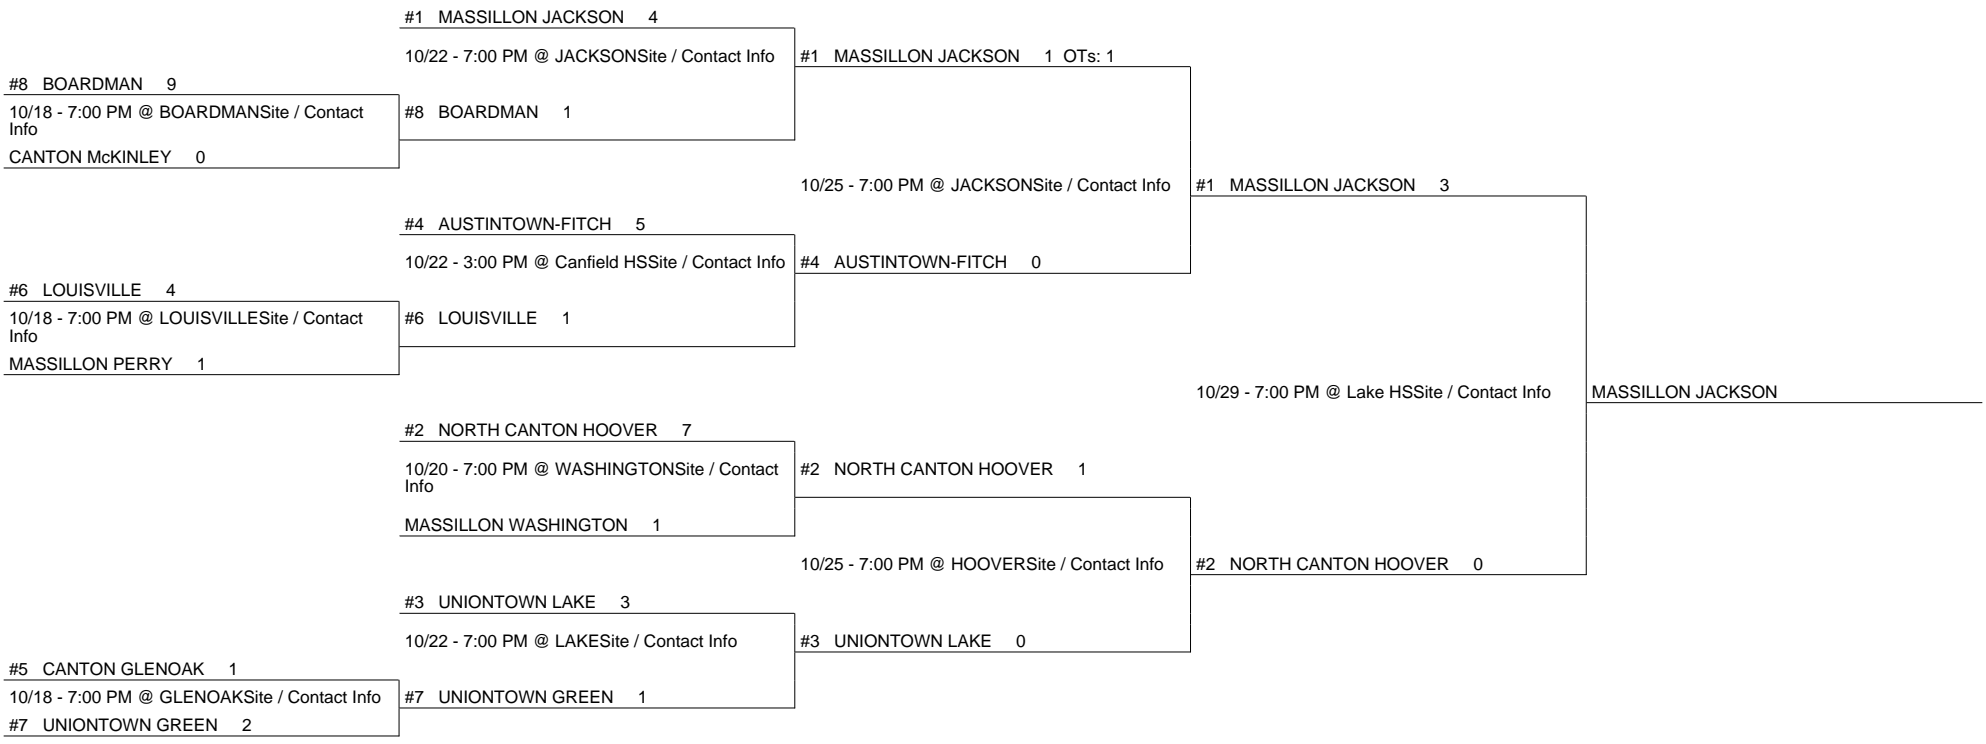 #1 MASSILLON JACKSON 4
10/22 - 7:00 PM @ JACKSONSite / Contact Info
#1 MASSILLON JACKSON 1 OTs: 1
#8 BOARDMAN 9
10/18 - 7:00 PM @ BOARDMANSite / Contact
Info
#8 BOARDMAN 1
CANTON McKINLEY 0
10/25 - 7:00 PM @ JACKSONSite / Contact Info
#1 MASSILLON JACKSON 3
#4 AUSTINTOWN-FITCH 5
10/22 - 3:00 PM @ Canfield HSSite / Contact Info
#4 AUSTINTOWN-FITCH 0
#6 LOUISVILLE 4
10/18 - 7:00 PM @ LOUISVILLESite / Contact
Info
#6 LOUISVILLE 1
MASSILLON PERRY 1
10/29 - 7:00 PM @ Lake HSSite / Contact Info
MASSILLON JACKSON
#2 NORTH CANTON HOOVER 7
10/20 - 7:00 PM @ WASHINGTONSite / Contact
Info
#2 NORTH CANTON HOOVER 1
MASSILLON WASHINGTON 1
10/25 - 7:00 PM @ HOOVERSite / Contact Info
#2 NORTH CANTON HOOVER 0
#3 UNIONTOWN LAKE 3
10/22 - 7:00 PM @ LAKESite / Contact Info
#3 UNIONTOWN LAKE 0
#5 CANTON GLENOAK 1
10/18 - 7:00 PM @ GLENOAKSite / Contact Info
#7 UNIONTOWN GREEN 1
#7 UNIONTOWN GREEN 2